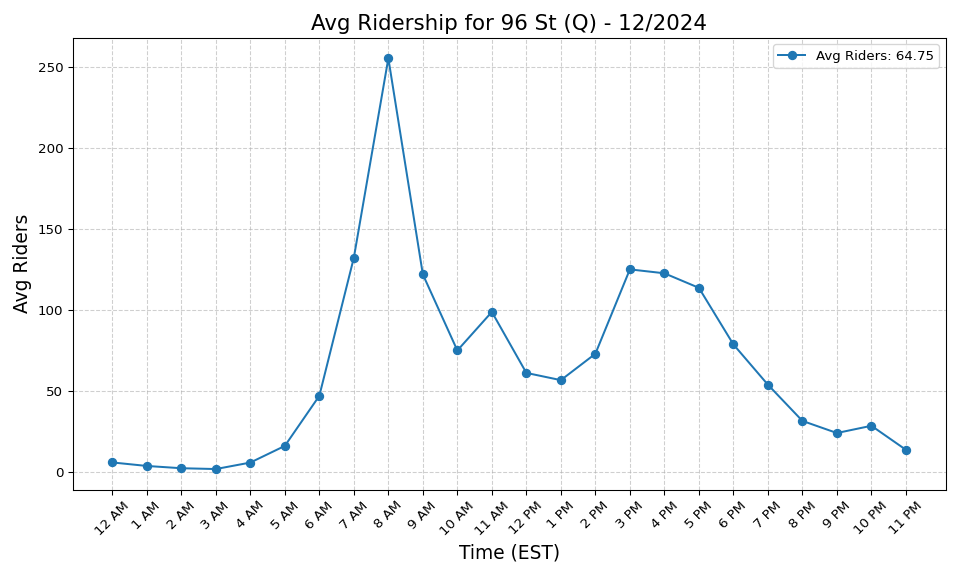 Avg Ridership for 96 St (Q) - 12/2024
Avg Riders: 64.75
Avg Riders
250
200
150
100
50
0
12 AM
1 AM
2 AM
3 AM
4 AM
5 AM
6 AM
7 AM
8 AM
9 AM
10 AM
11 AM
12 PM
1 PM
2 PM
3 PM
4 PM
5 PM
6 PM
7 PM
8 PM
9 PM
10 PM
11 PM
Time (EST)